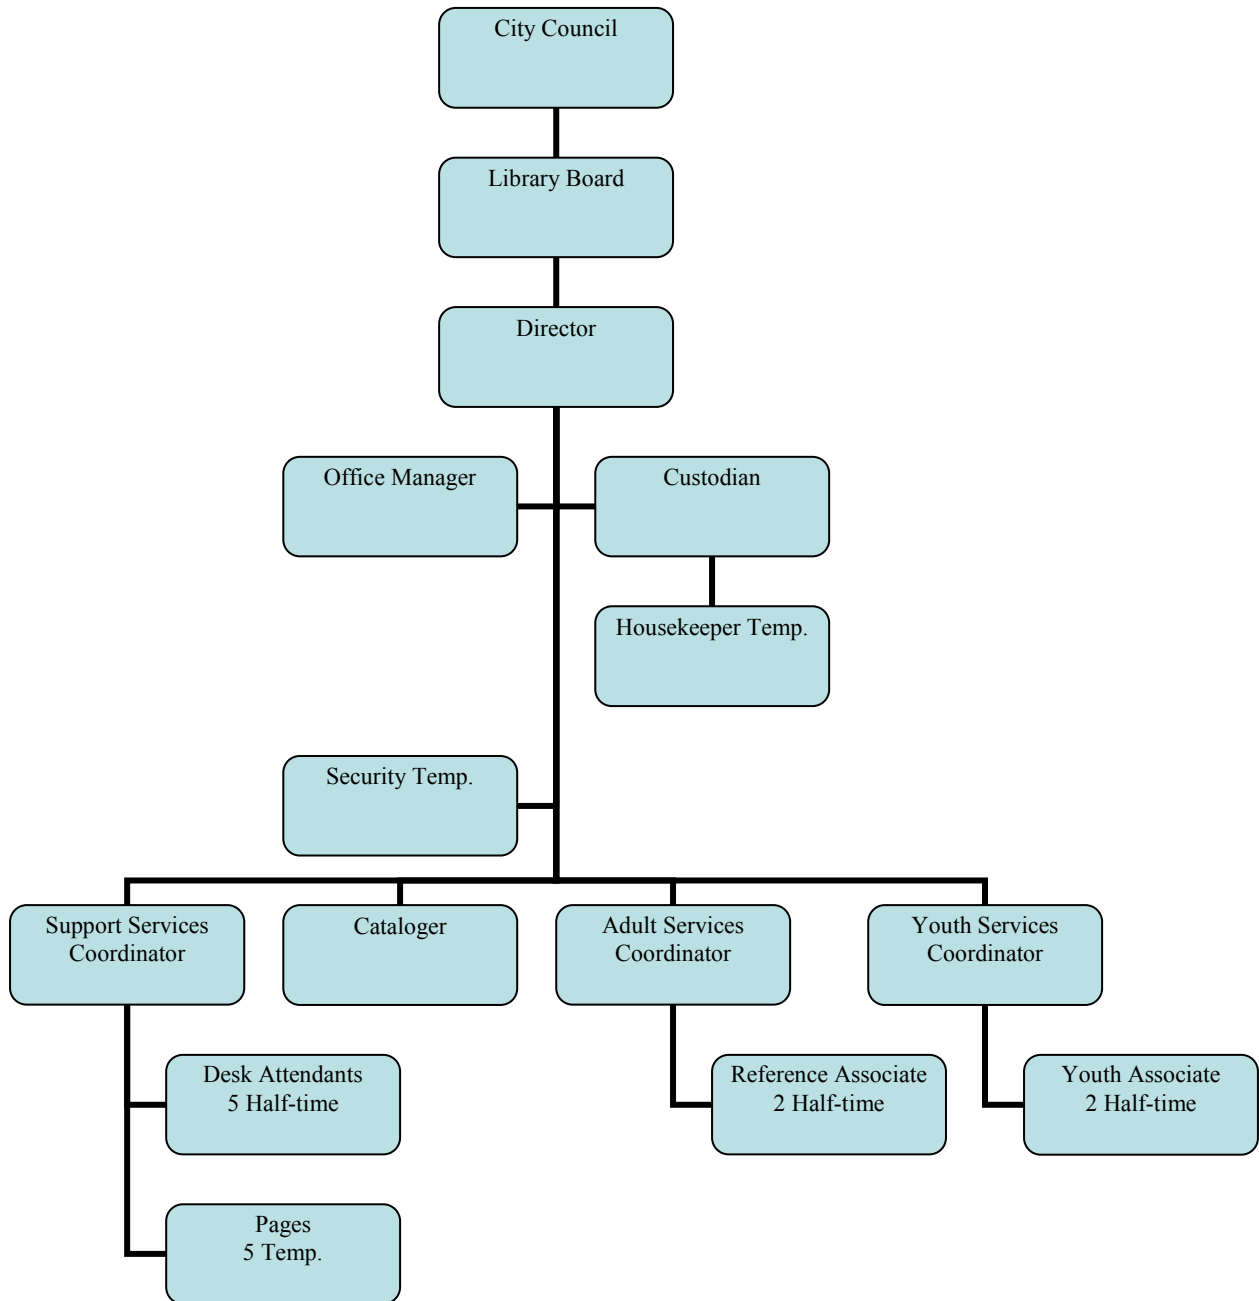 City Council
Library Board
Director
Office Manager
Custodian
Housekeeper Temp.
Security Temp.
Support Services
Coordinator
Cataloger
Adult Services
Coordinator
Youth Services
Coordinator
Desk Attendants
5 Half-time
Reference Associate
2 Half-time
Youth Associate
2 Half-time
Pages
5 Temp.